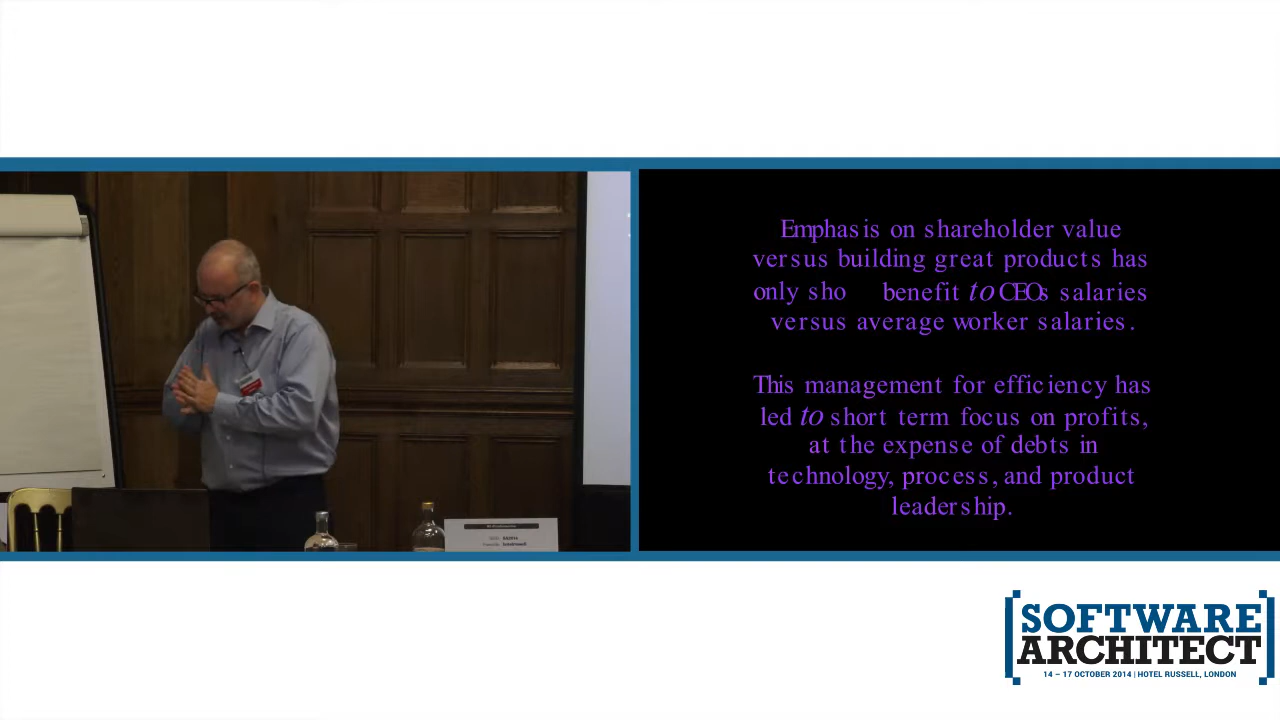 Emphasis on shareholder value
versus building great products has
only sho benefit to CEOs salaries
versus average worker salaries.
This management for efficiency has
led to short term focus on profits,
at the expense of debts in
technology, process, and product
leadership.
[SOFTWARE
ARCHITECT]
14 – 17 OCTOBER 2014 | HOTEL RUSSELL, LONDON